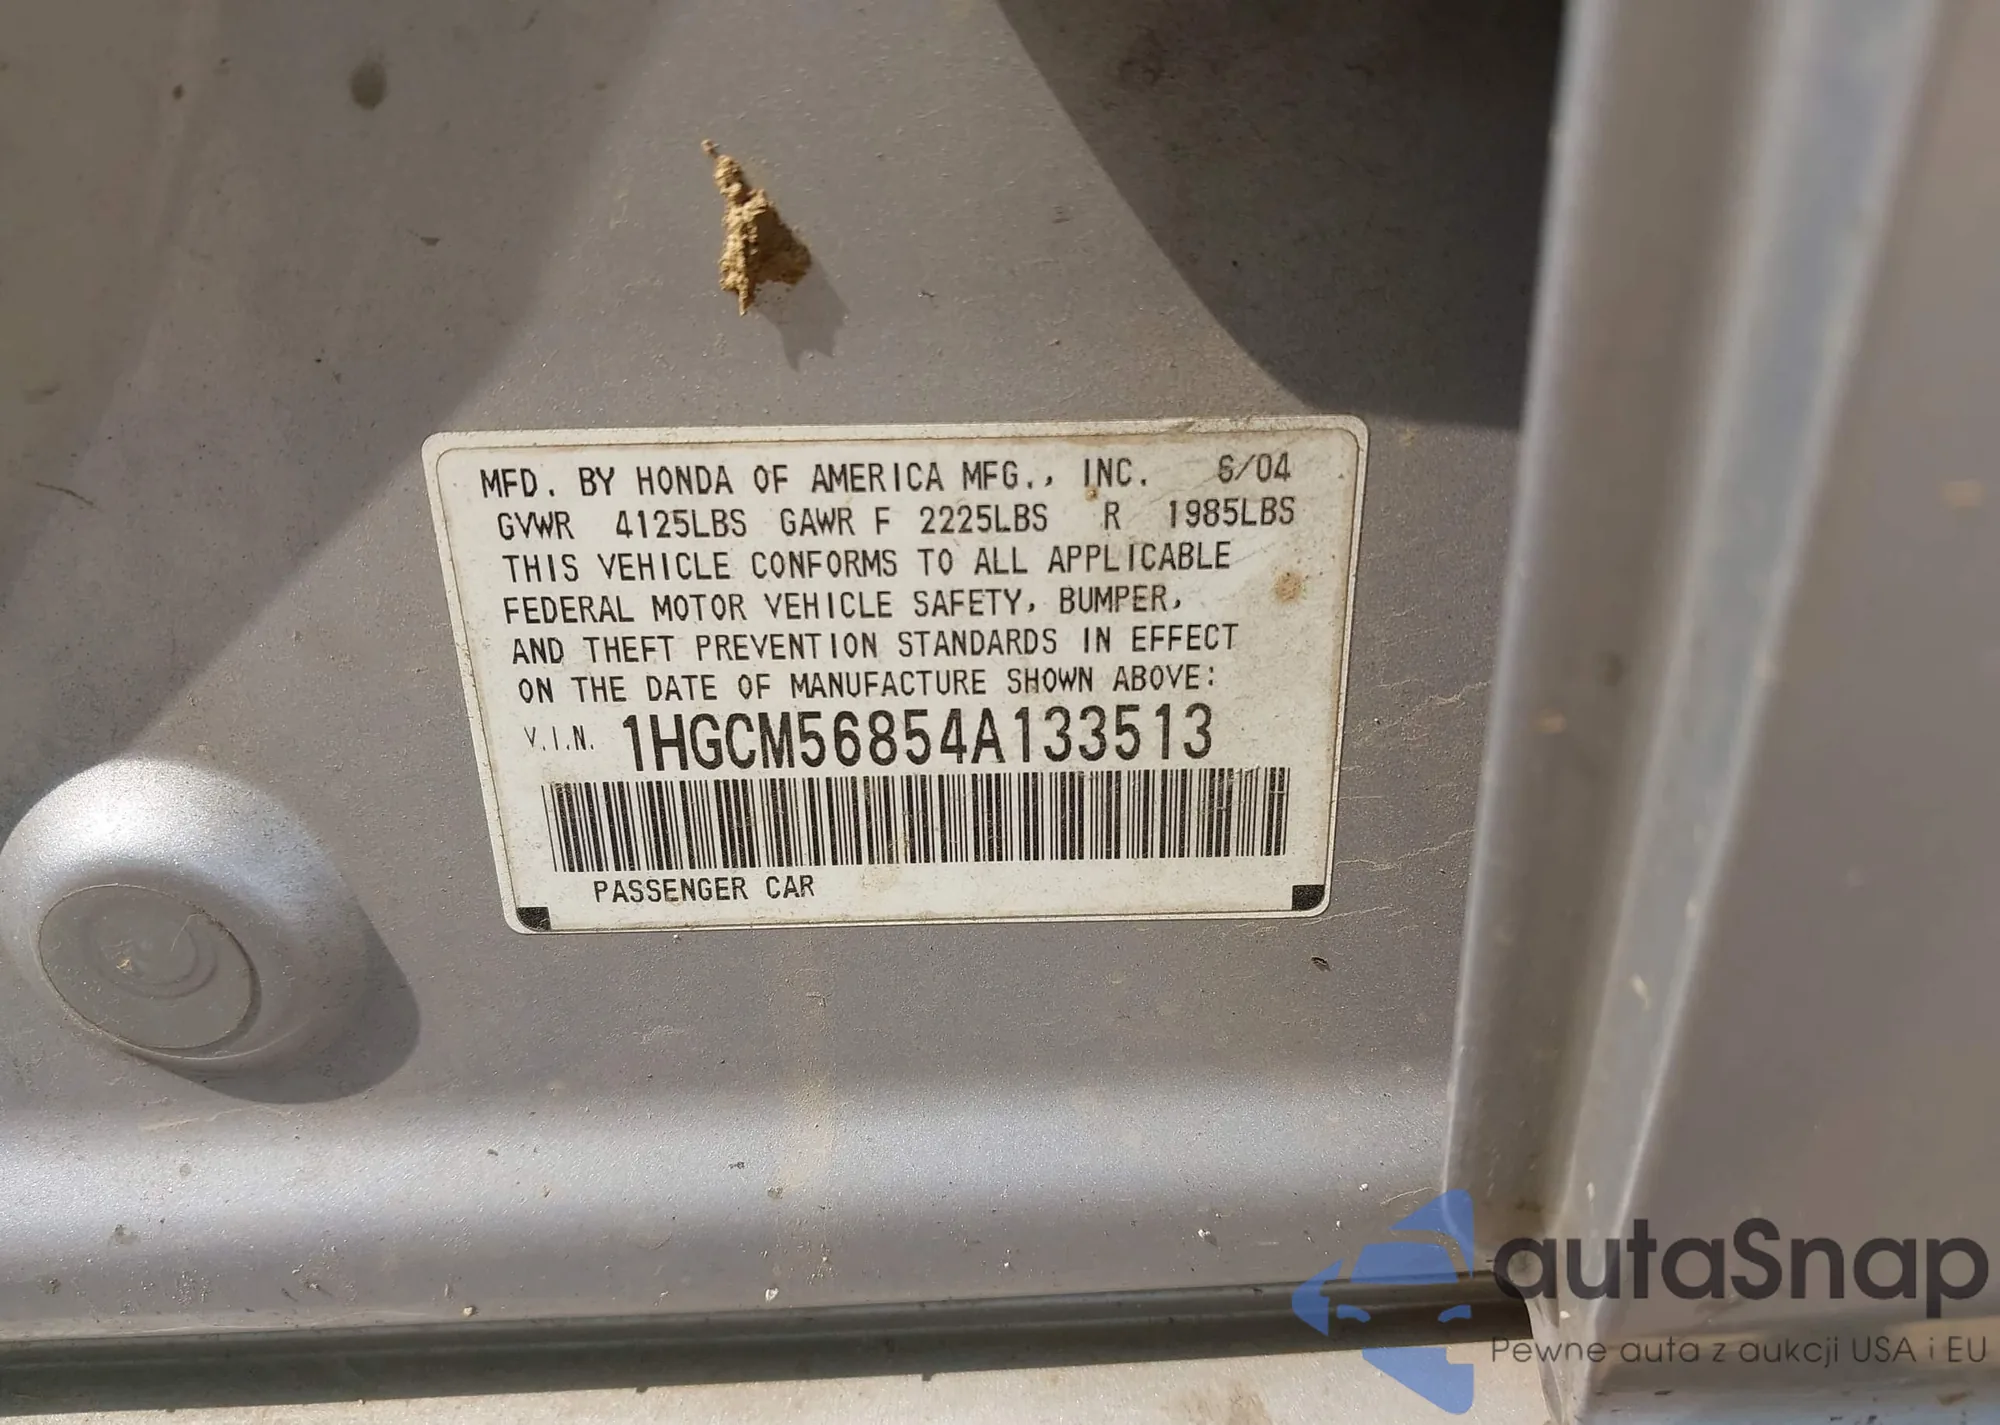 MFD. BY HONDA OF AMERICA MFG., INC. 6/04
GVWR 4125LBS GAWR F 2225LBS R 1985LBS
THIS VEHICLE CONFORMS TO ALL APPLICABLE
FEDERAL MOTOR VEHICLE SAFETY, BUMPER,
AND THEFT PREVENTION STANDARDS IN EFFECT
ON THE DATE OF MANUFACTURE SHOWN ABOVE:
V.I.N. 1HGCM56854A133513
PASSENGER CAR
autaSnap
Pewne auta z aukcji USA i EU